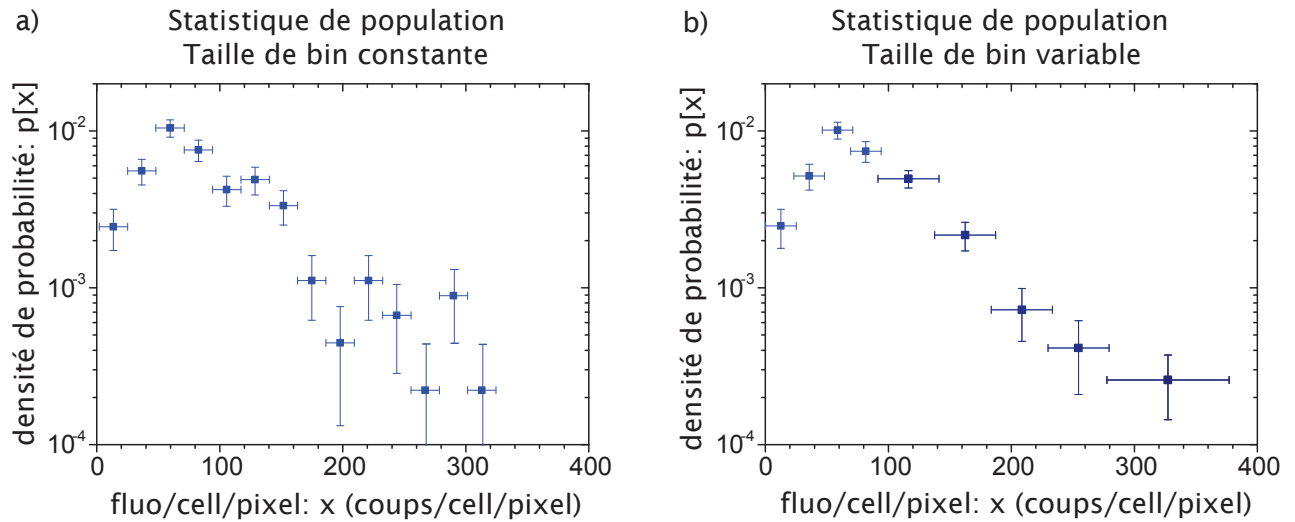 a)
Statistique de population
Taille de bin constante
densité de probabilité: p[x]
10-2
10-3
10-4
0
100
200
300
400
fluo/cell/pixel: x (coups/cell/pixel)
b)
Statistique de population
Taille de bin variable
densité de probabilité: p[x]
10-2
10-3
10-4
0
100
200
300
400
fluo/cell/pixel: x (coups/cell/pixel)